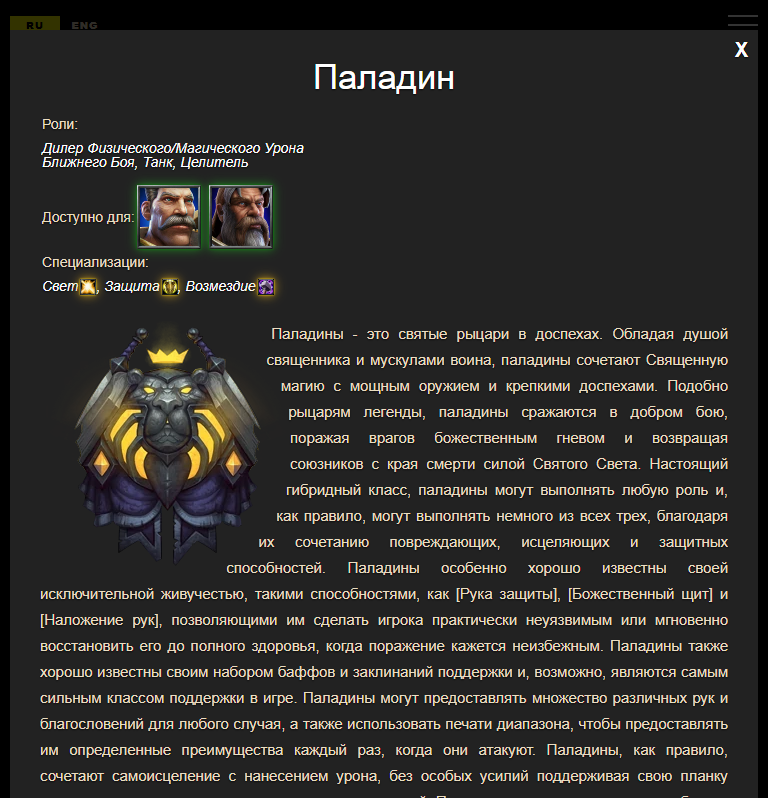 RU ENG
X
Паладин
Роли:
Дилер Физического/Магического Урона
Ближнего Боя, Танк, Целитель
Доступно для:
Специализации:
Свет, Защита, Возмездие
Паладины - это святые рыцари в доспехах. Обладая душой
священника и мускулами воина, паладины сочетают Священную
магию с мощным оружием и крепкими доспехами. Подобно
рыцарям легенды, паладины сражаются в добром бою,
поражая врагов божественным гневом и возвращая
союзников с края смерти силой Святого Света. Настоящий
гибридный класс, паладины могут выполнять любую роль и,
как правило, могут выполнять немного из всех трех, благодаря
их сочетанию повреждающих, исцеляющих и защитных
способностей. Паладины особенно хорошо известны своей
исключительной живучестью, такими способностями, как [Рука защиты], [Божественный щит] и
[Наложение рук], позволяющими им сделать игрока практически неуязвимым или мгновенно
восстановить его до полного здоровья, когда поражение кажется неизбежным. Паладины также
хорошо известны своим набором баффов и заклинаний поддержки и, возможно, являются самым
сильным классом поддержки в игре. Паладины могут предоставлять множество различных рук и
благословений для любого случая, а также использовать печати диапазона, чтобы предоставлять
им определенные преимущества каждый раз, когда они атакуют. Паладины, как правило,
сочетают самоисцеление с нанесением урона, без особых усилий поддерживая свою планку